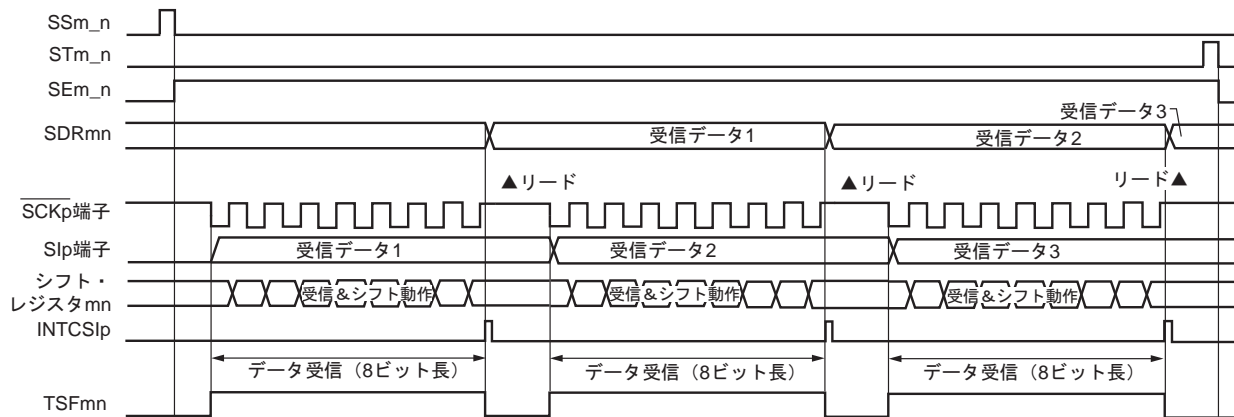 SSm_n
STm_n
SEm_n
受信データ3
SDRmn 受信データ1 受信データ2
▲リード ▲リード リード▲
SCKp端子
SIp端子 受信データ1 受信データ2 受信データ3
シフト・
レジスタmn 受信&シフト動作 受信&シフト動作 受信&シフト動作
INTCSIp
データ受信（8ビット長） データ受信（8ビット長） データ受信（8ビット長）
TSFmn